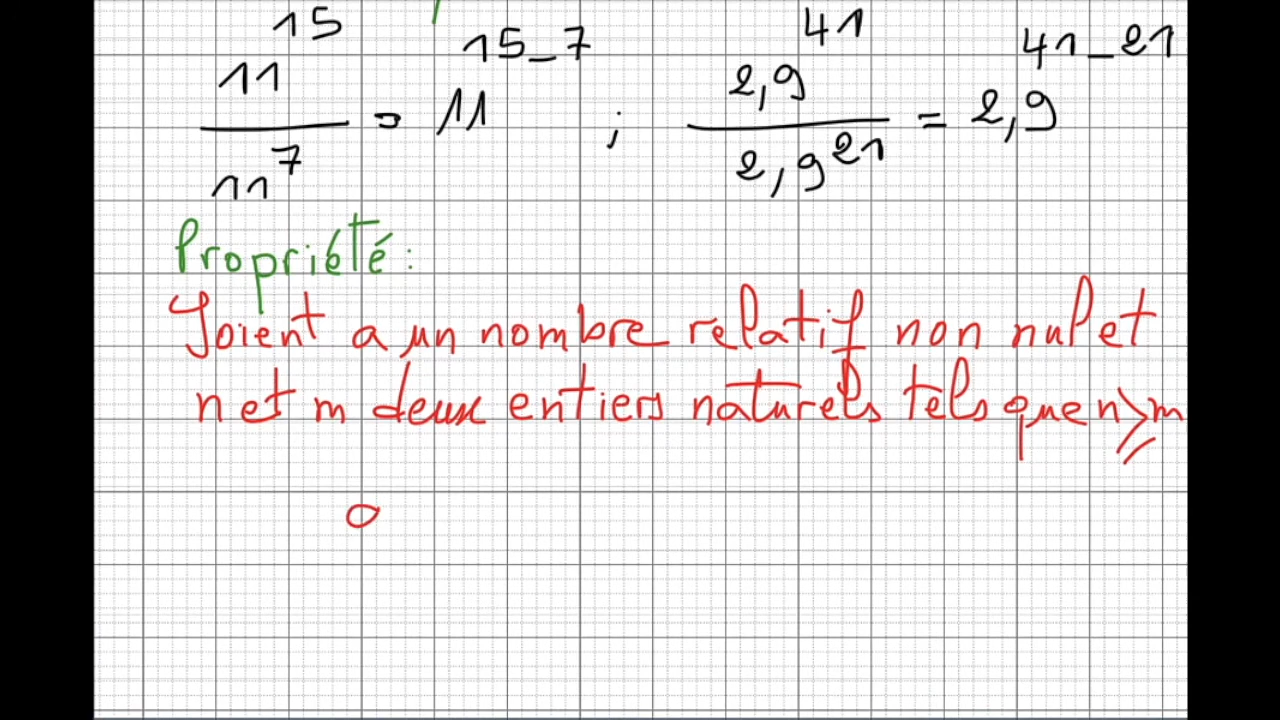 11^15 / 11^7 = 11^15-7 ; 2,9^41 / 2,9^21 = 2,9^41-21
Propriété:
Soient a un nombre relatif non nul et
n et m deux entiers naturels tels que n⩾m
a